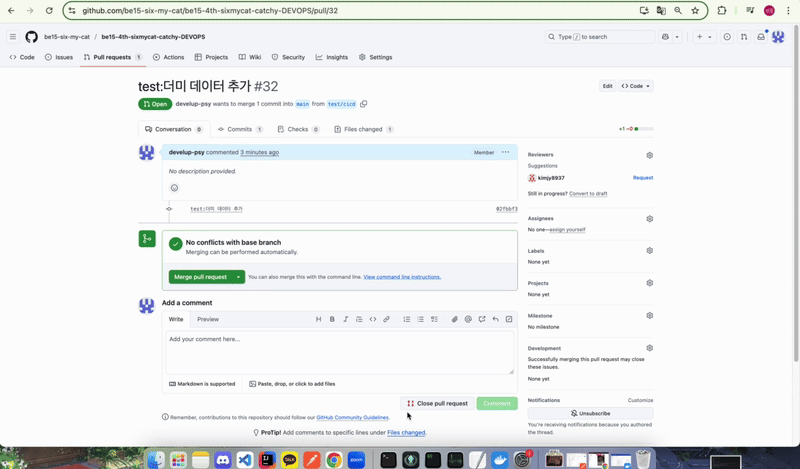 github.com/be15-six-my-cat/be15-4th-sixmycat-catchy-DEVOPS/pull/32
be15-six-my-cat / be15-4th-sixmycat-catchy-DEVOPS
Type / to search
Code
Issues
Pull requests 1
Actions
Projects
Wiki
Security
Insights
Settings
test:더미 데이터 추가 #32
Edit
Code
Open
develup-psy wants to merge 1 commit into main from test/cicd
Conversation 0
Commits 1
Checks 0
Files changed 1
+1 −0
develup-psy commented 3 minutes ago
Member
No description provided.
test:더미 데이터 추가
02fbbf3
No conflicts with base branch
Merging can be performed automatically.
Merge pull request
You can also merge this with the command line. View command line instructions.
Add a comment
Write
Preview
Add your comment here...
Markdown is supported
Paste, drop, or click to add files
Close pull request
Comment
Remember, contributions to this repository should follow our GitHub Community Guidelines.
ProTip! Add comments to specific lines under Files changed.
Reviewers
Suggestions
kimjy8937
Request
Still in progress? Convert to draft
Assignees
No one—assign yourself
Labels
None yet
Projects
None yet
Milestone
No milestone
Development
Successfully merging this pull request may close these issues.
None yet
Notifications
Customize
Unsubscribe
You're receiving notifications because you authored the thread.
TALK
zoom